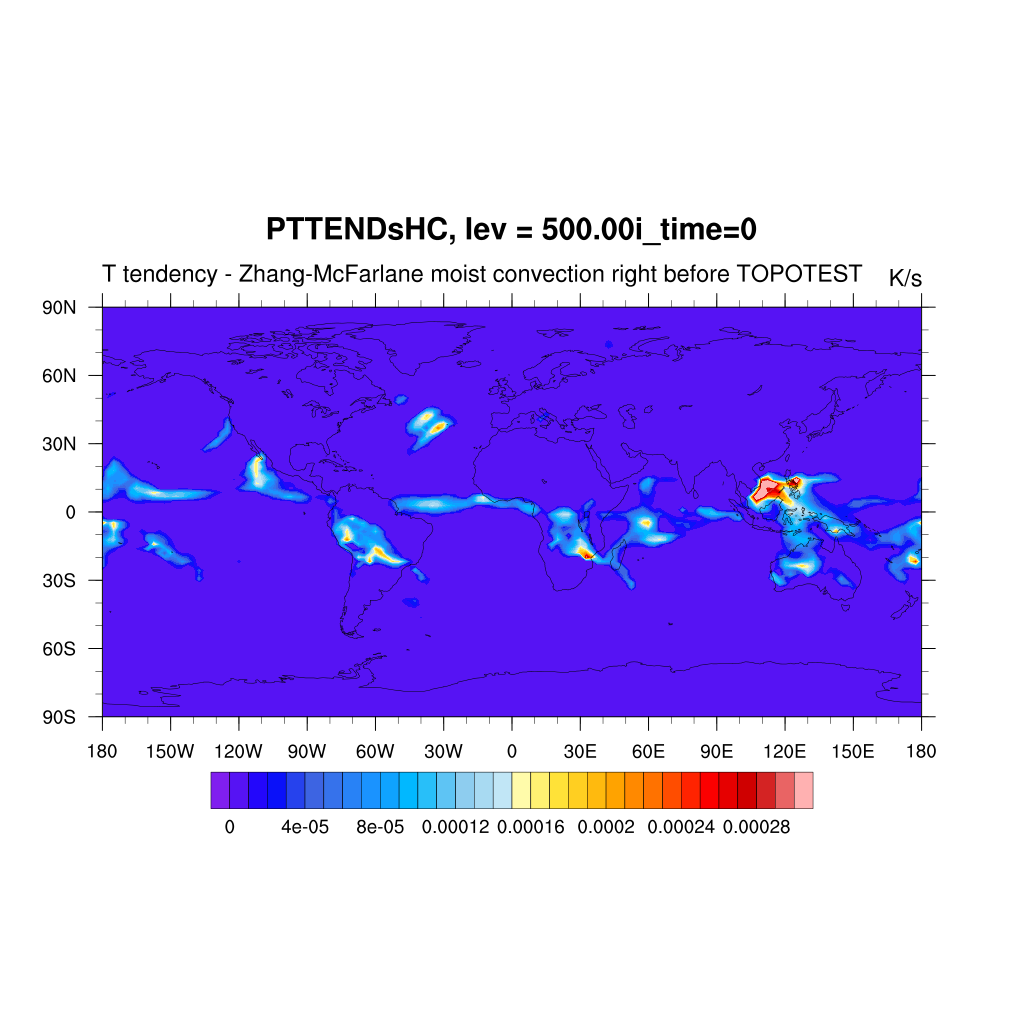 PTTENDsHC, lev = 500.00i_time=0
T tendency - Zhang-McFarlane moist convection right before TOPOTEST K/s
90N
60N
30N
0
30S
60S
90S
180 150W 120W 90W 60W 30W 0 30E 60E 90E 120E 150E 180
0 4e-05 8e-05 0.00012 0.00016 0.0002 0.00024 0.00028